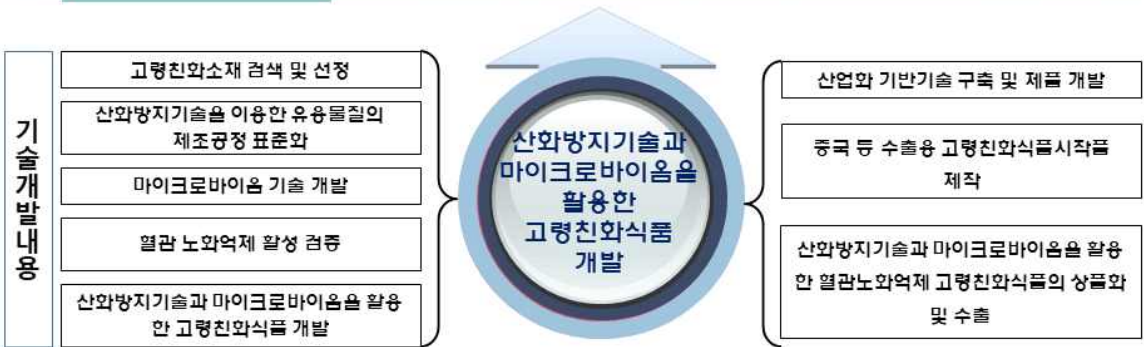 기술개발내용
고령친화소재 검색 및 선정
산화방지기술을 이용한 유용물질의
제조공정 표준화
마이크로바이옴 기술 개발
혈관 노화억제 활성 검증
산화방지기술과 마이크로바이옴을 활용
한 고령친화식품 개발
산화방지기술과
마이크로바이옴을
활용한
고령친화식품
개발
산업화 기반기술 구축 및 제품 개발
중국 등 수출용 고령친화식품시작품
제작
산화방지기술과 마이크로바이옴을 활용
한 혈관노화억제 고령친화식품의 상품화
및 수출